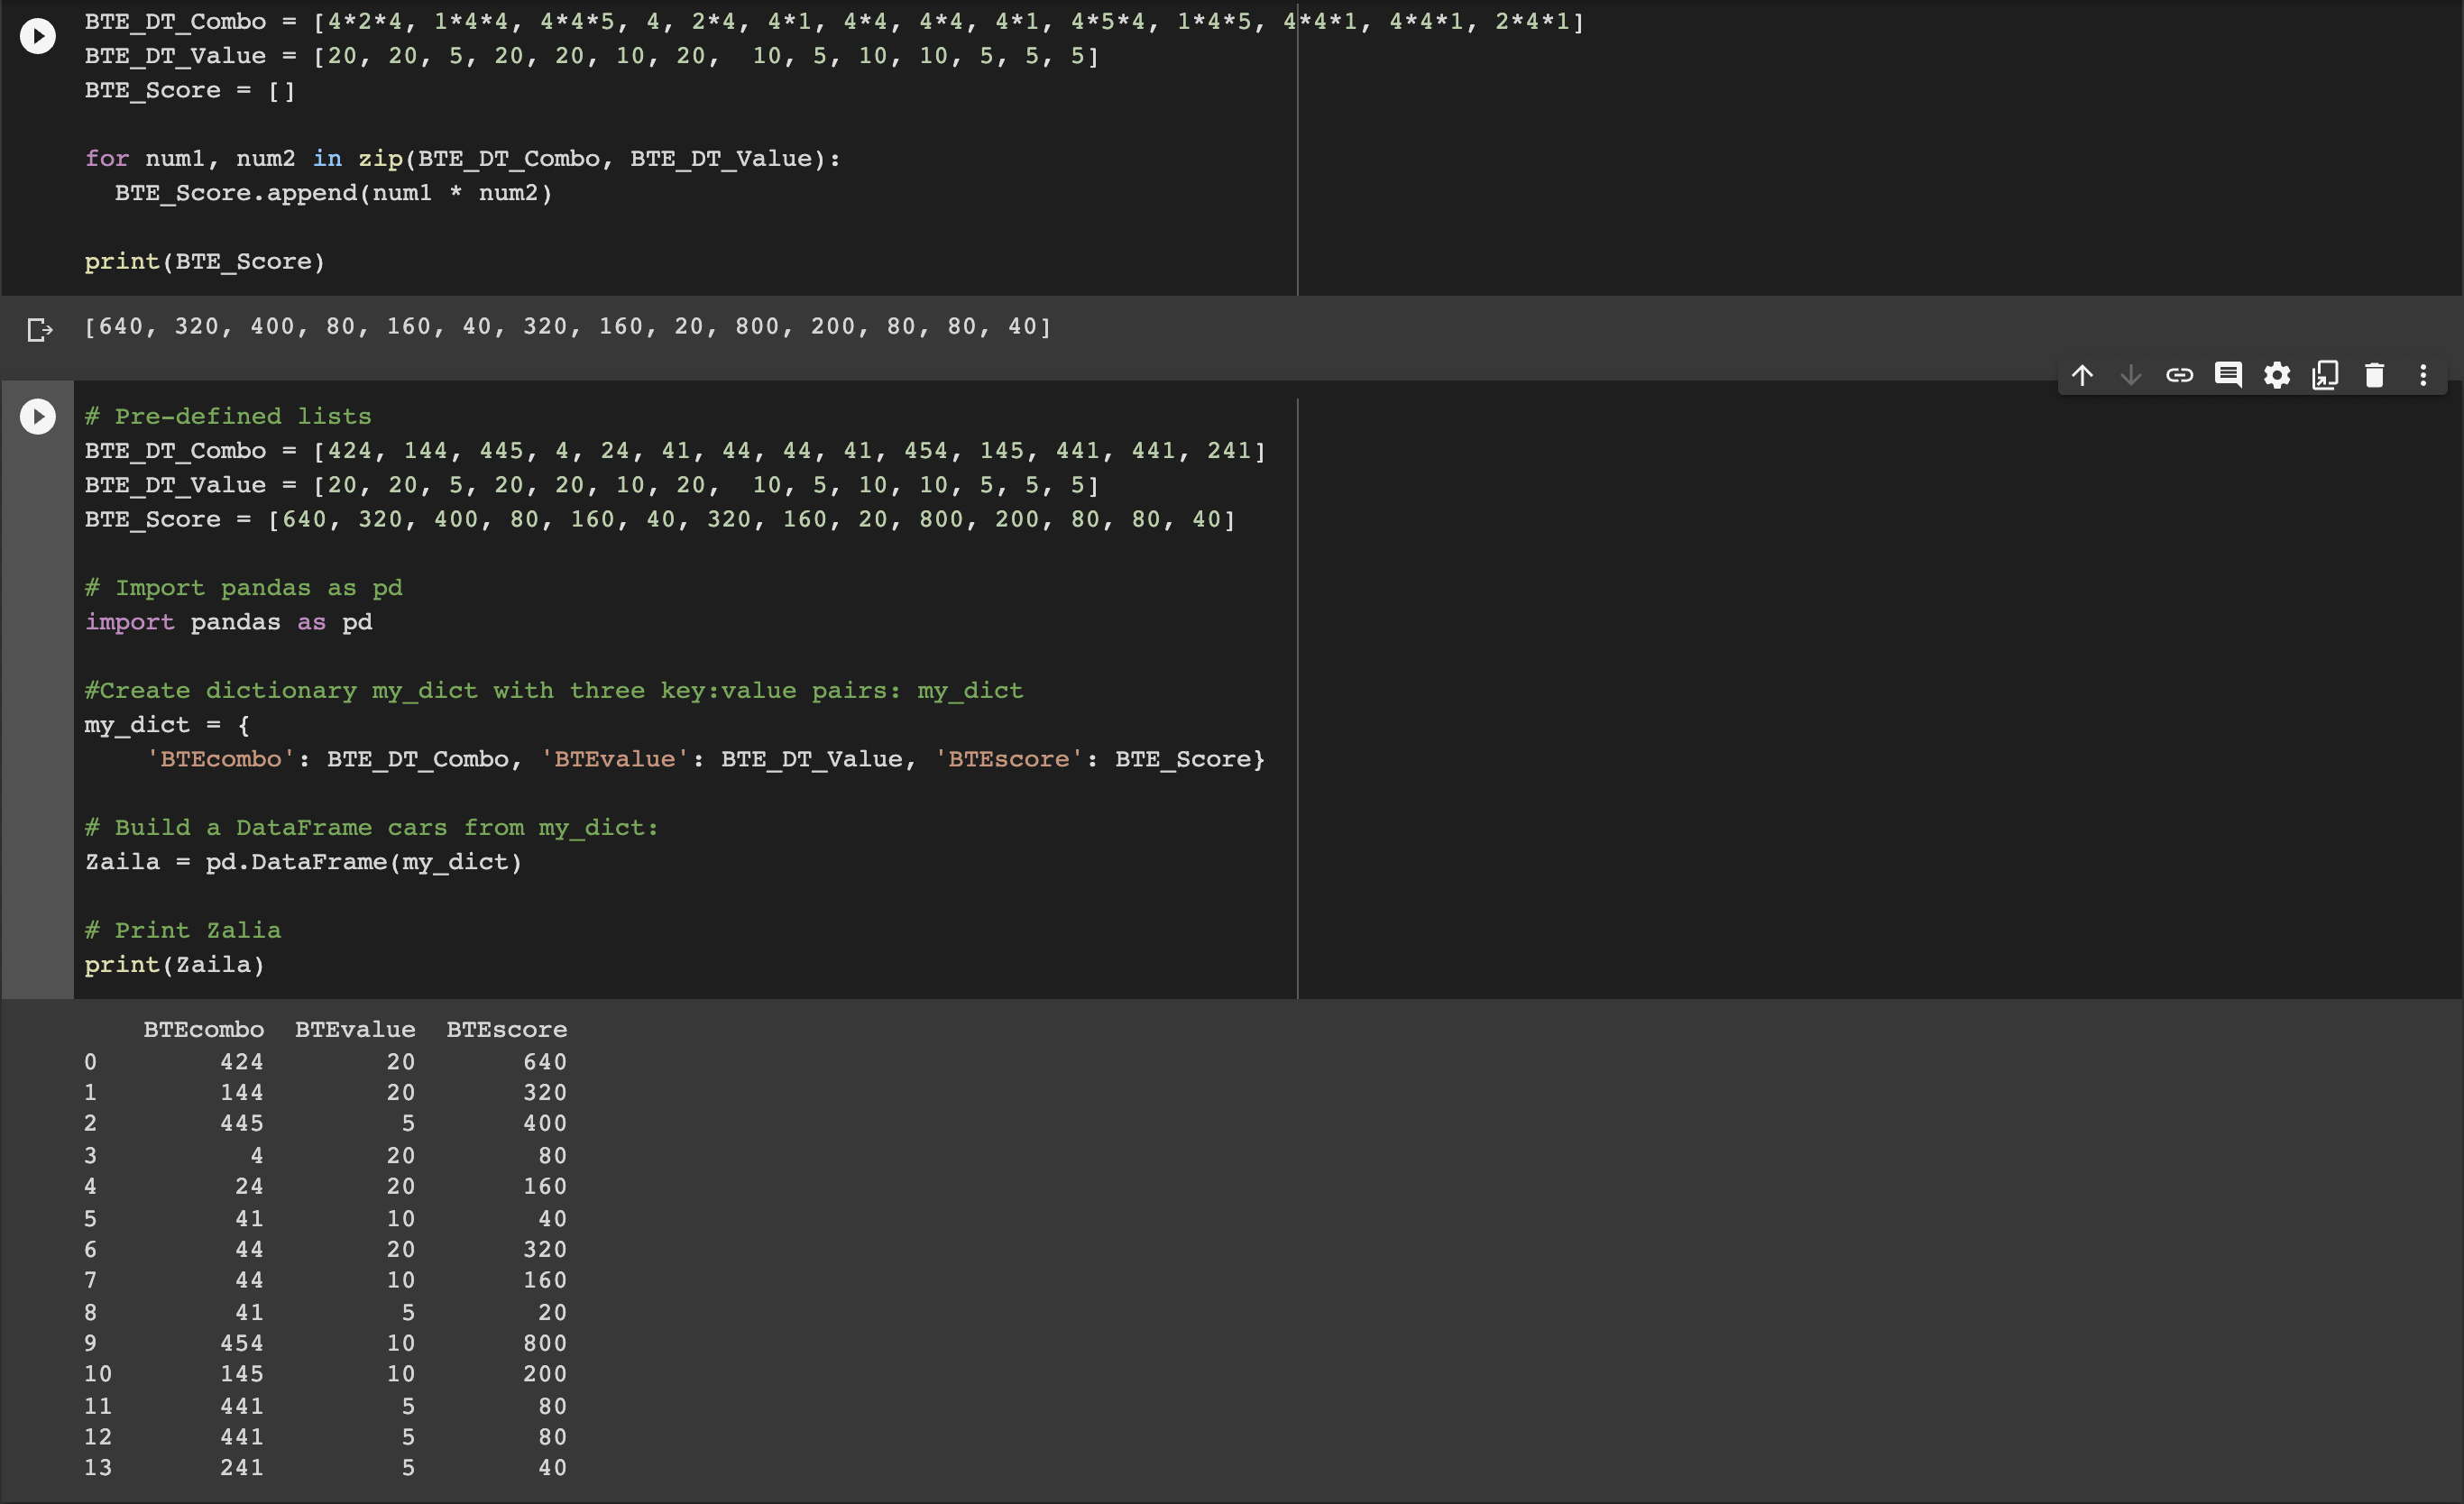 BTE_DT_Combo = [4*2*4, 1*4*4, 4*4*5, 4, 2*4, 4*1, 4*4, 4*4, 4*1, 4*5*4, 1*4*5, 4*4*1, 4*4*1, 2*4*1]
BTE_DT_Value = [20, 20, 5, 20, 20, 10, 20,  10, 5, 10, 10, 5, 5, 5]
BTE_Score = []
for num1, num2 in zip(BTE_DT_Combo, BTE_DT_Value):
  BTE_Score.append(num1 * num2)
print(BTE_Score)
[640, 320, 400, 80, 160, 40, 320, 160, 20, 800, 200, 80, 80, 40]
# Pre-defined lists
BTE_DT_Combo = [424, 144, 445, 4, 24, 41, 44, 44, 41, 454, 145, 441, 441, 241]
BTE_DT_Value = [20, 20, 5, 20, 20, 10, 20,  10, 5, 10, 10, 5, 5, 5]
BTE_Score = [640, 320, 400, 80, 160, 40, 320, 160, 20, 800, 200, 80, 80, 40]
# Import pandas as pd
import pandas as pd
#Create dictionary my_dict with three key:value pairs: my_dict
my_dict = {
    'BTEcombo': BTE_DT_Combo, 'BTEvalue': BTE_DT_Value, 'BTEscore': BTE_Score}
# Build a DataFrame cars from my_dict:
Zaila = pd.DataFrame(my_dict)
# Print Zalia
print(Zaila)
    BTEcombo  BTEvalue  BTEscore
0        424        20       640
1        144        20       320
2        445         5       400
3          4        20        80
4         24        20       160
5         41        10        40
6         44        20       320
7         44        10       160
8         41         5        20
9        454        10       800
10       145        10       200
11       441         5        80
12       441         5        80
13       241         5        40